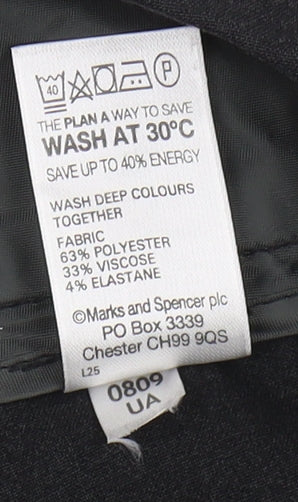 40 P
THE PLAN A WAY TO SAVE
WASH AT 30°C
SAVE UP TO 40% ENERGY
WASH DEEP COLOURS
TOGETHER
FABRIC
63% POLYESTER
33% VISCOSE
4% ELASTANE
©Marks and Spencer plc
PO Box 3339
Chester CH99 9QS
L25
0809
UA